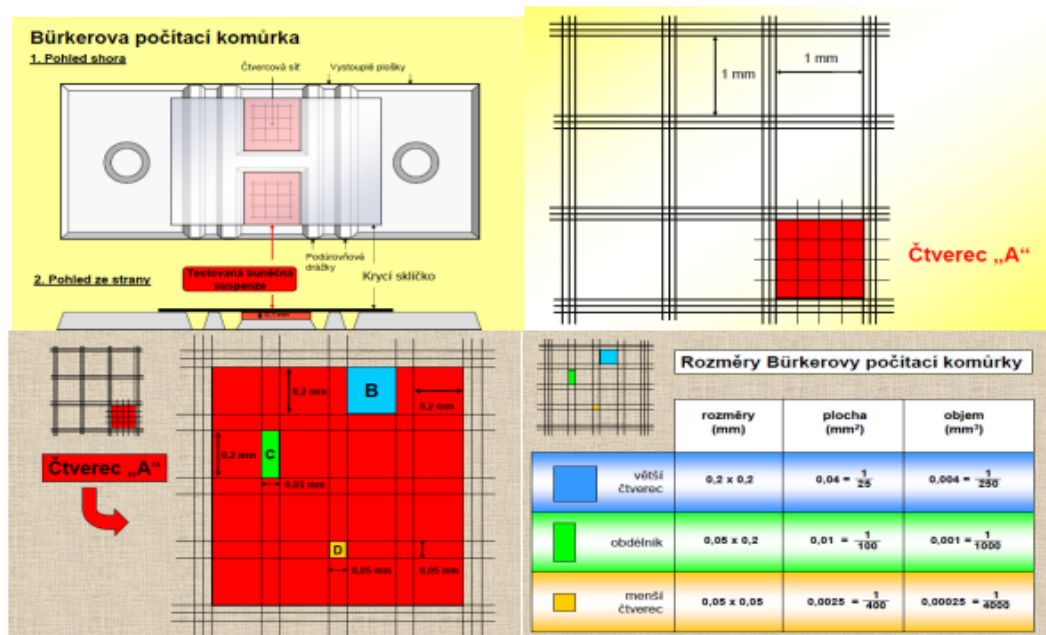 Bürkerova počítací komůrka
1. Pohled shora
Čtvercová síť
Vystouplé plošky
Podúrovňové
drážky
Testovaná buněčná
suspenze
Krycí sklíčko
2. Pohled ze strany
0,1 mm
1 mm
1 mm
Čtverec „A“
Čtverec „A“
B
0,2 mm
0,2 mm
0,2 mm
C
0,05 mm
D
0,05 mm
0,05 mm
Rozměry Bürkerovy počítací komůrky
rozměry
(mm)
plocha
(mm²)
objem
(mm³)
větší
čtverec
0,2 x 0,2
0,04 = 1/25
0,004 = 1/250
obdélník
0,05 x 0,2
0,01 = 1/100
0,001 = 1/1000
menší
čtverec
0,05 x 0,05
0,0025 = 1/400
0,00025 = 1/4000